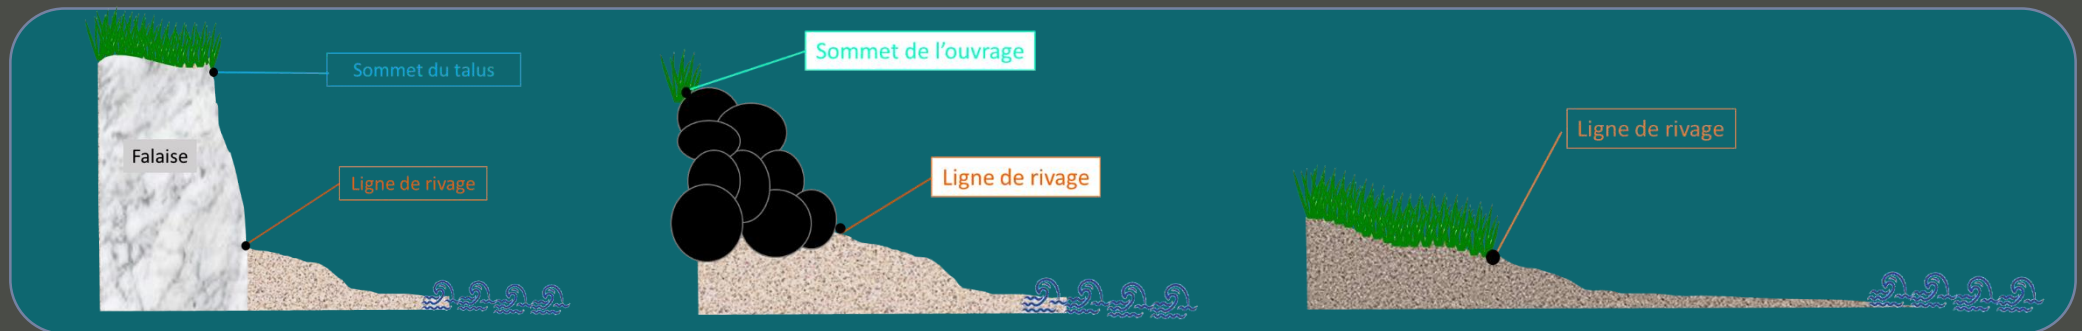 Sommet du talus
Falaise
Ligne de rivage
Sommet de l'ouvrage
Ligne de rivage
Ligne de rivage